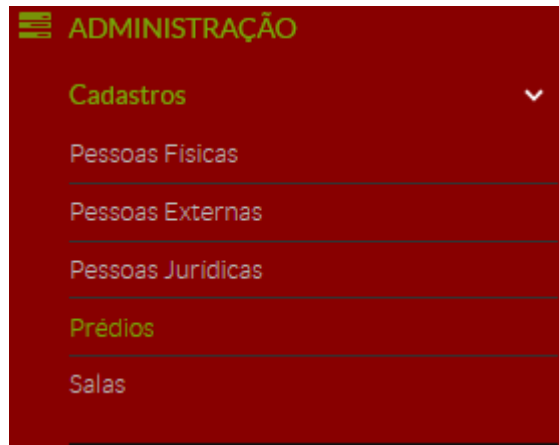 ADMINISTRAÇÃO
Cadastros
Pessoas Físicas
Pessoas Externas
Pessoas Jurídicas
Prédios
Salas